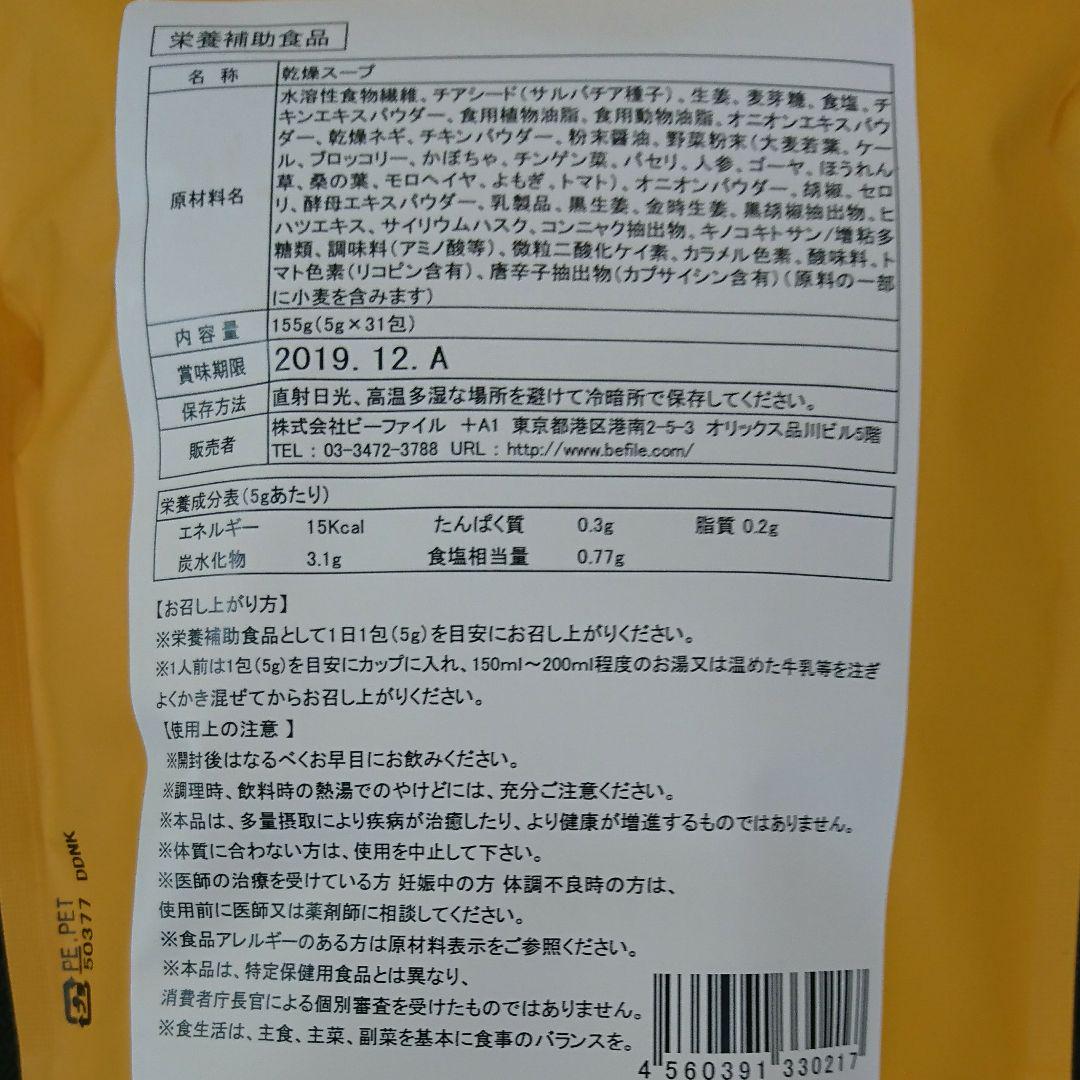 栄養補助食品
名 称 乾燥スープ
原材料名
水溶性食物繊維、チアシード(サルバチア種子)、生姜、麦芽糖、食塩、チ
キンエキスパウダー、食用植物油脂、食用動物油脂、オニオンエキスパウ
ダー、乾燥ネギ、チキンパウダー、粉末醤油、野菜粉末(大麦若葉、ケー
ル、ブロッコリー、かぼちゃ、チンゲン菜、パセリ、人参、ゴーヤ、ほうれん
草、桑の葉、モロヘイヤ、よもぎ、トマト)、オニオンパウダー、胡椒、セロ
リ、酵母エキスパウダー、乳製品、黒生姜、金時生姜、黒胡椒抽出物、ヒ
ハツエキス、サイリウムハスク、コンニャク抽出物、キノコキトサン/増粘多
糖類、調味料(アミノ酸等)、微粒二酸化ケイ素、カラメル色素、酸味料、ト
マト色素(リコピン含有)、唐辛子抽出物(カプサイシン含有)(原料の一部
に小麦を含みます)
内容量 155g(5g×31包)
賞味期限 2019.12.A
保存方法 直射日光、高温多湿な場所を避けて冷暗所で保存してください。
販売者 株式会社ビーファイル +A1 東京都港区港南2-5-3 オリックス品川ビル5階
TEL : 03-3472-3788 URL : http://www.befile.com/
栄養成分表(5gあたり)
エネルギー 15Kcal たんぱく質 0.3g 脂質 0.2g
炭水化物 3.1g 食塩相当量 0.77g
【お召し上がり方】
※栄養補助食品として1日1包(5g)を目安にお召し上がりください。
※1人前は1包(5g)を目安にカップに入れ、150ml～200ml程度のお湯又は温めた牛乳等を注ぎ
よくかき混ぜてからお召し上がりください。
【使用上の注意 】
※開封後はなるべくお早目にお飲みください。
※調理時、飲料時の熱湯でのやけどには、充分ご注意ください。
※本品は、多量摂取により疾病が治癒したり、より健康が増進するものではありません。
※体質に合わない方は、使用を中止して下さい。
※医師の治療を受けている方 妊娠中の方 体調不良時の方は、
使用前に医師又は薬剤師に相談してください。
※食品アレルギーのある方は原材料表示をご参照ください。
※本品は、特定保健用食品とは異なり、
消費者庁長官による個別審査を受けたものではありません。
※食生活は、主食、主菜、副菜を基本に食事のバランスを。
4 560391 330217
PE,PET
50377 DDNK